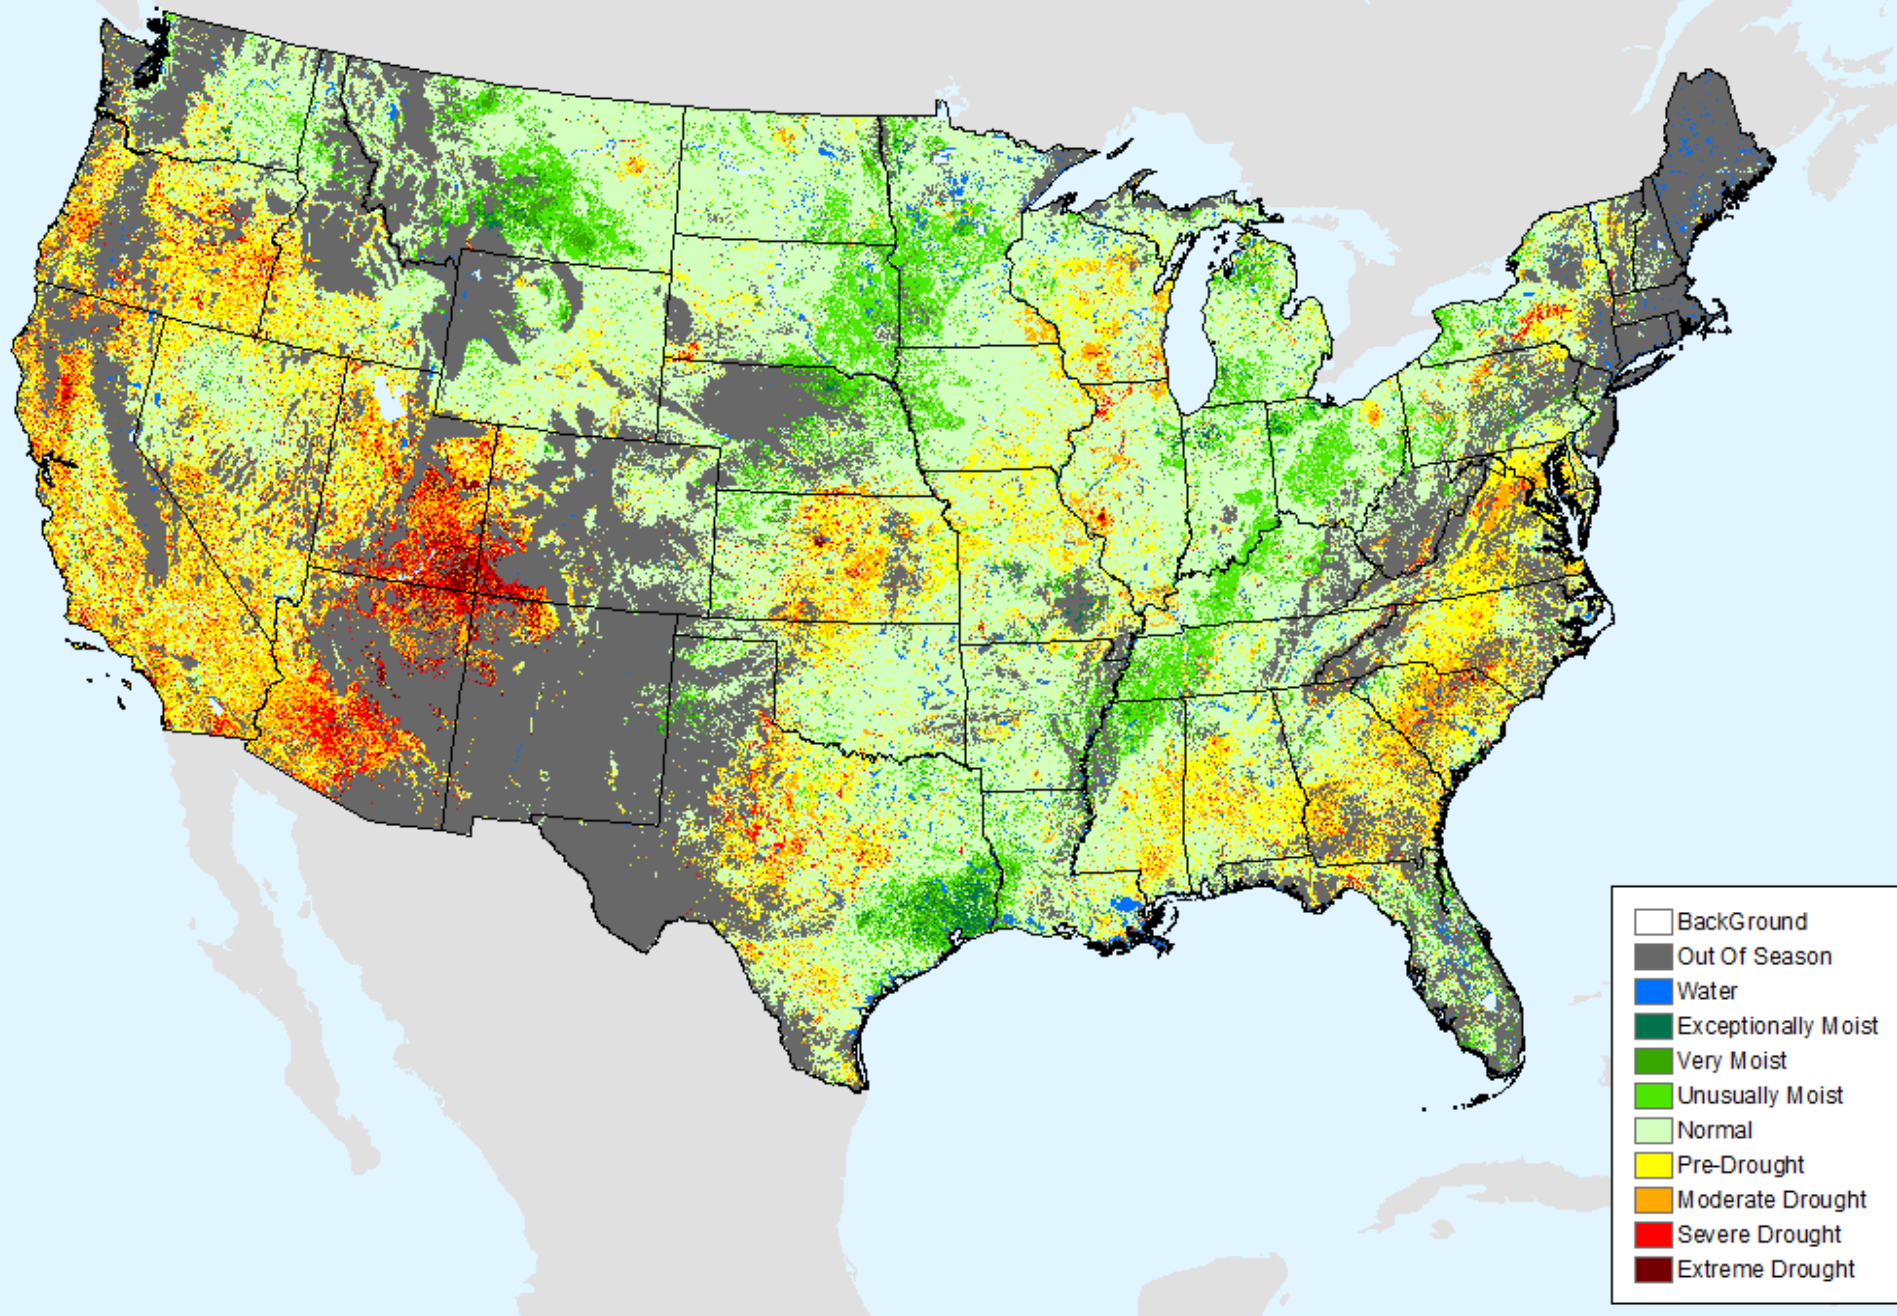 BackGround
Out Of Season
Water
Exceptionally Moist
Very Moist
Unusually Moist
Normal
Pre-Drought
Moderate Drought
Severe Drought
Extreme Drought